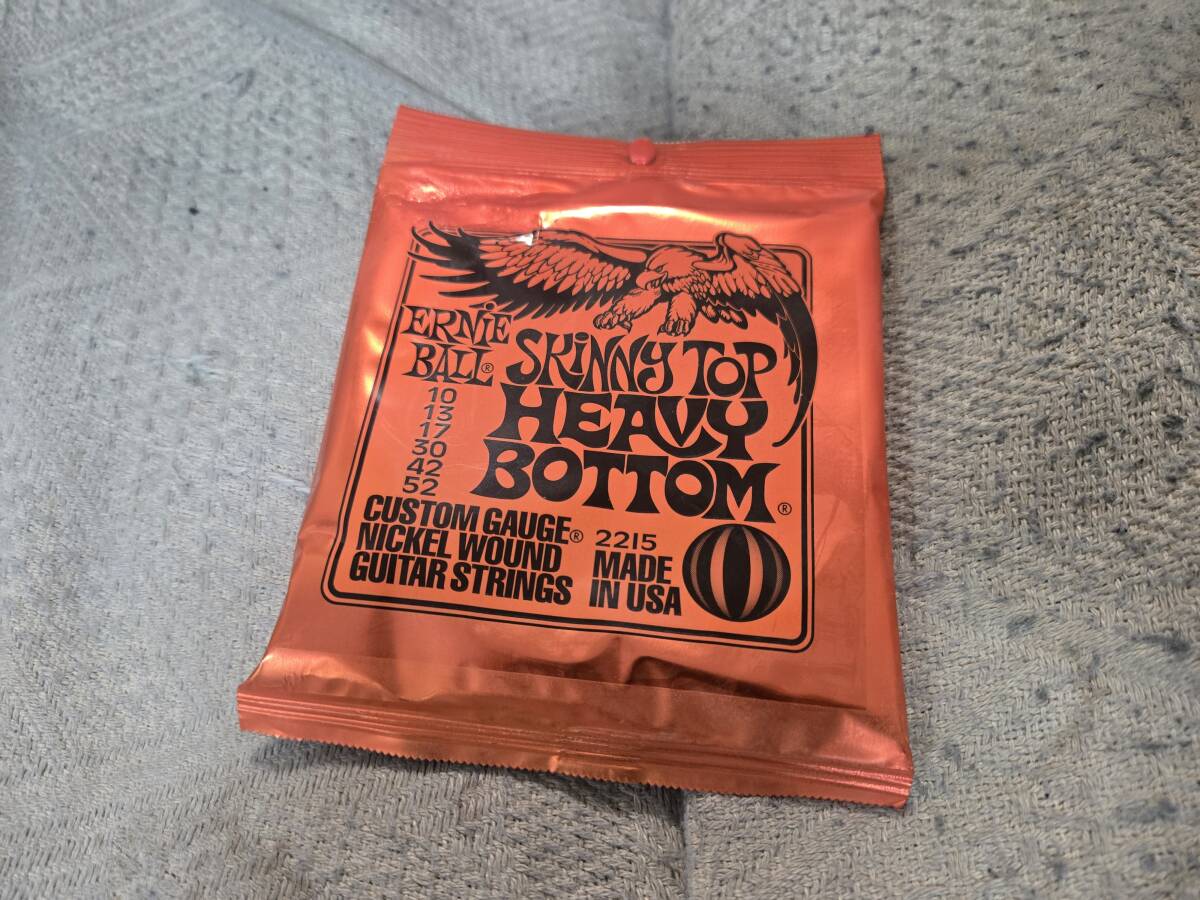 ERNiE
BALL®
10
13
17
30
42
52
SKiNNY TOP
HEAVY
BOTTOM®
CUSTOM GAUGE®
NICKEL WOUND
GUITAR STRINGS
2215
MADE
IN USA